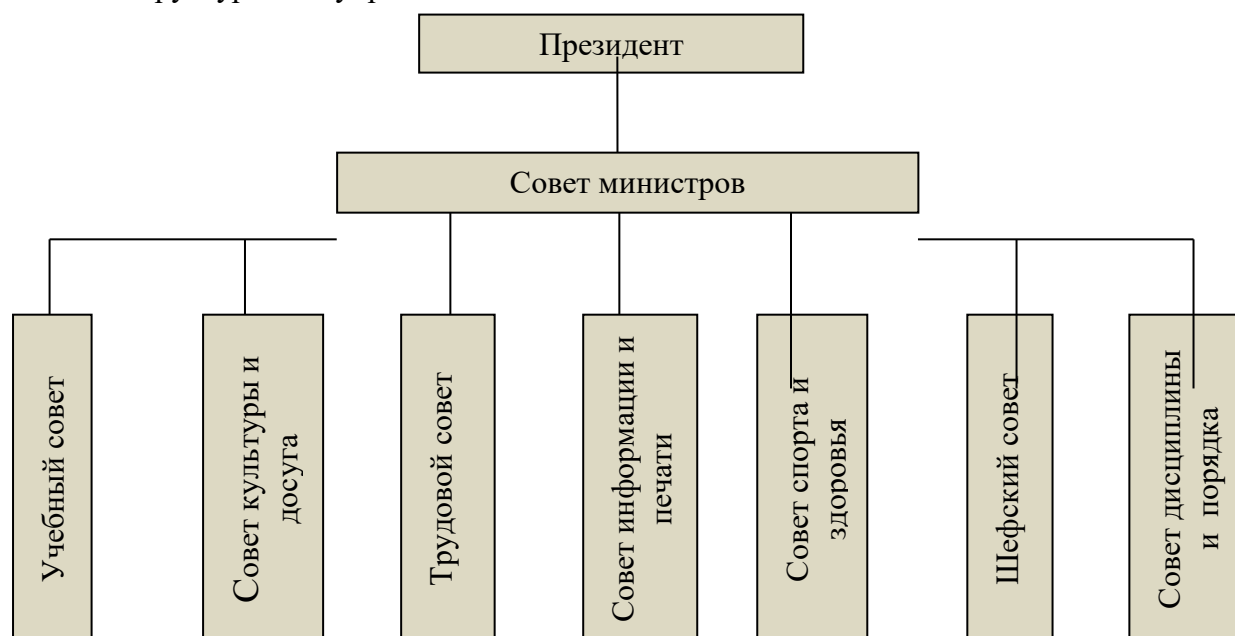 Президент
Совет министров
Учебный совет
Совет культуры и
досуга
Трудовой совет
Совет информации и
печати
Совет спорта и
здоровья
Шефский совет
Совет дисциплины
и порядка